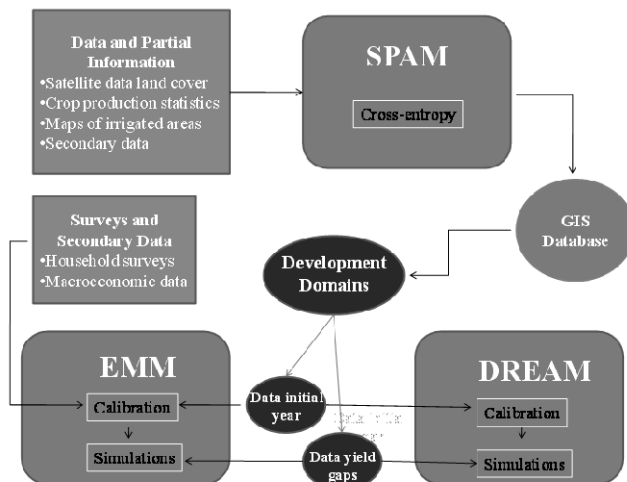 Data and Partial
Information
•Satellite data land cover
•Crop production statistics
•Maps of irrigated areas
•Secondary data
SPAM
Cross-entropy
Surveys and
Secondary Data
•Household surveys
•Macroeconomic data
GIS
Database
Development
Domains
EMM
Calibration
Simulations
Data initial
year
Data yield
gaps
DREAM
Calibration
Simulations